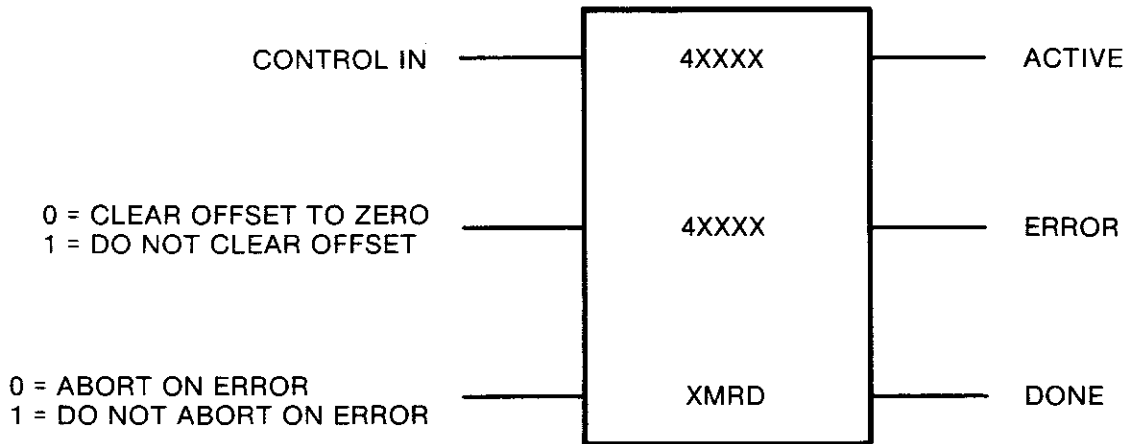 CONTROL IN 4XXXX ACTIVE
0 = CLEAR OFFSET TO ZERO
1 = DO NOT CLEAR OFFSET
4XXXX ERROR
0 = ABORT ON ERROR
1 = DO NOT ABORT ON ERROR
XMRD DONE